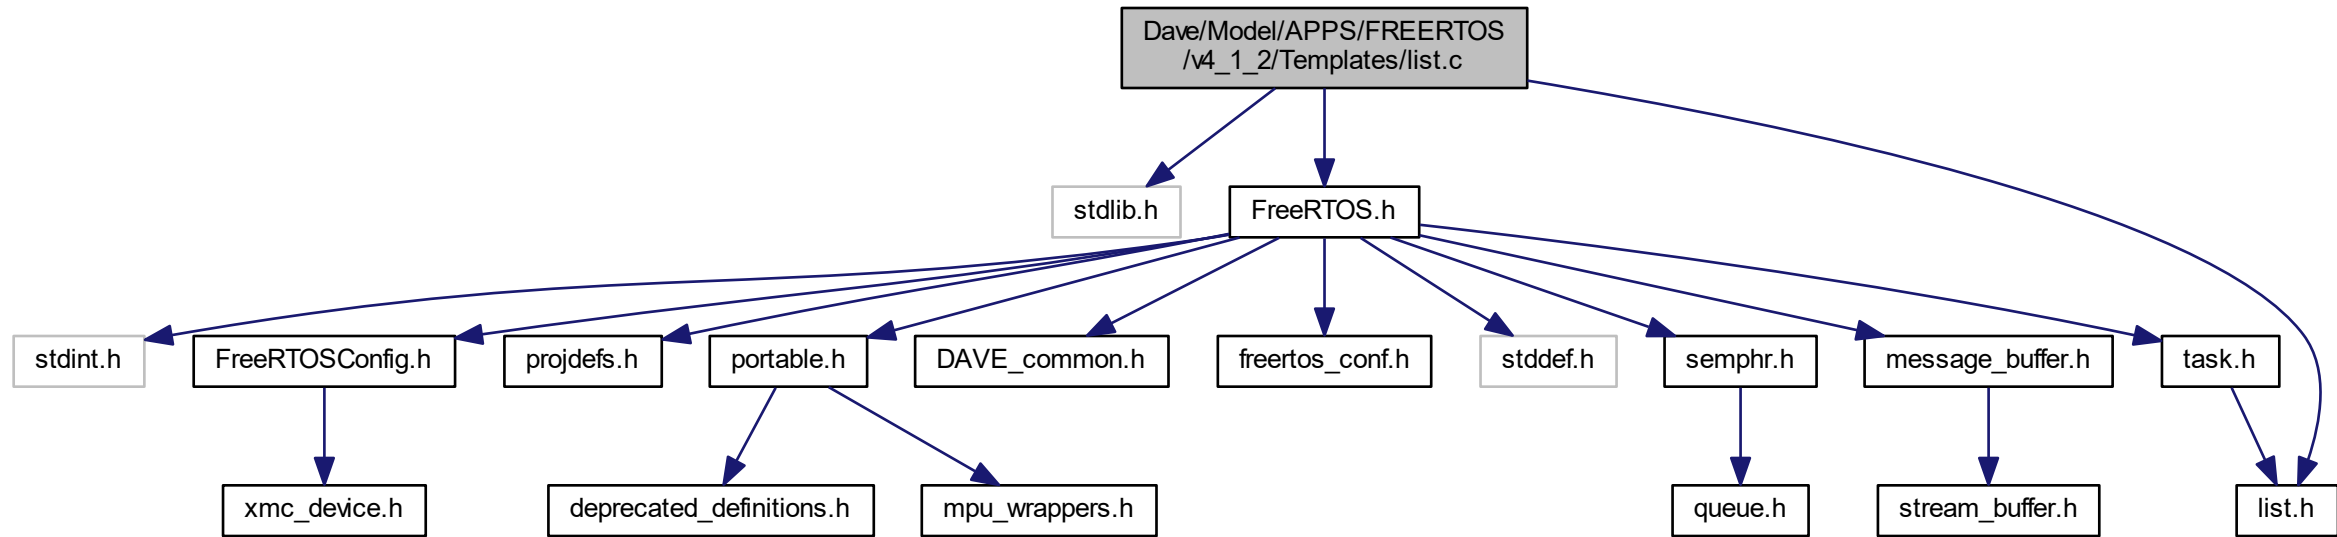 Dave/Model/APPS/FREERTOS
/v4_1_2/Templates/list.c
stdlib.h
FreeRTOS.h
stdint.h
FreeRTOSConfig.h
projdefs.h
portable.h
DAVE_common.h
freertos_conf.h
stddef.h
semphr.h
message_buffer.h
task.h
xmc_device.h
deprecated_definitions.h
mpu_wrappers.h
queue.h
stream_buffer.h
list.h